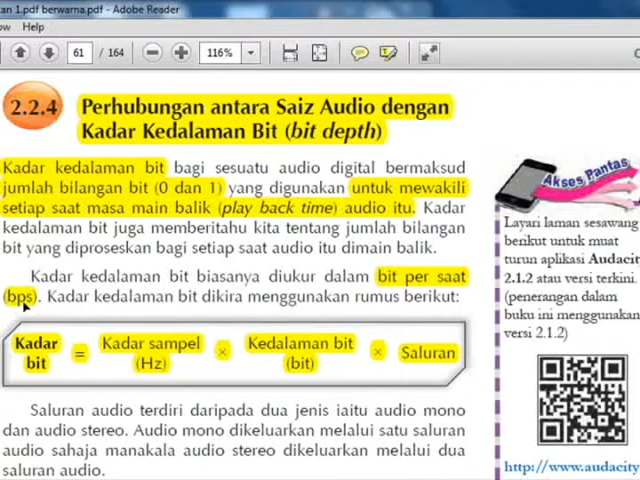 an 1.pdf berwarna.pdf - Adobe Reader
ow Help
61 / 164 116%
2.2.4 Perhubungan antara Saiz Audio dengan
Kadar Kedalaman Bit (bit depth)
Kadar kedalaman bit bagi sesuatu audio digital bermaksud
jumlah bilangan bit (0 dan 1) yang digunakan untuk mewakili
setiap saat masa main balik (play back time) audio itu. Kadar
kedalaman bit juga memberitahu kita tentang jumlah bilangan
bit yang diproseskan bagi setiap saat audio itu dimain balik.
Kadar kedalaman bit biasanya diukur dalam bit per saat
(bps). Kadar kedalaman bit dikira menggunakan rumus berikut:
Kadar bit = Kadar sampel (Hz) × Kedalaman bit (bit) × Saluran
Saluran audio terdiri daripada dua jenis iaitu audio mono
dan audio stereo. Audio mono dikeluarkan melalui satu saluran
audio sahaja manakala audio stereo dikeluarkan melalui dua
saluran audio.
Akses Pantas
Layari laman sesawang
berikut untuk muat
turun aplikasi Audacity
2.1.2 atau versi terkini.
(penerangan dalam
buku ini menggunakan
versi 2.1.2)
http://www.audacity